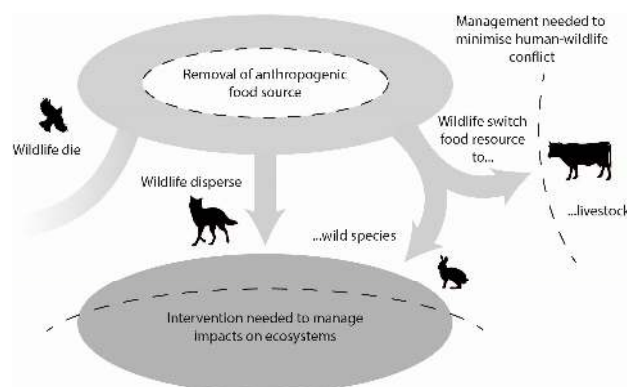 Management needed to
minimise human-wildlife
conflict
Removal of anthropogenic
food source
Wildlife switch
food resource
to...
Wildlife die
Wildlife disperse
...livestock
...wild species
Intervention needed to manage
impacts on ecosystems